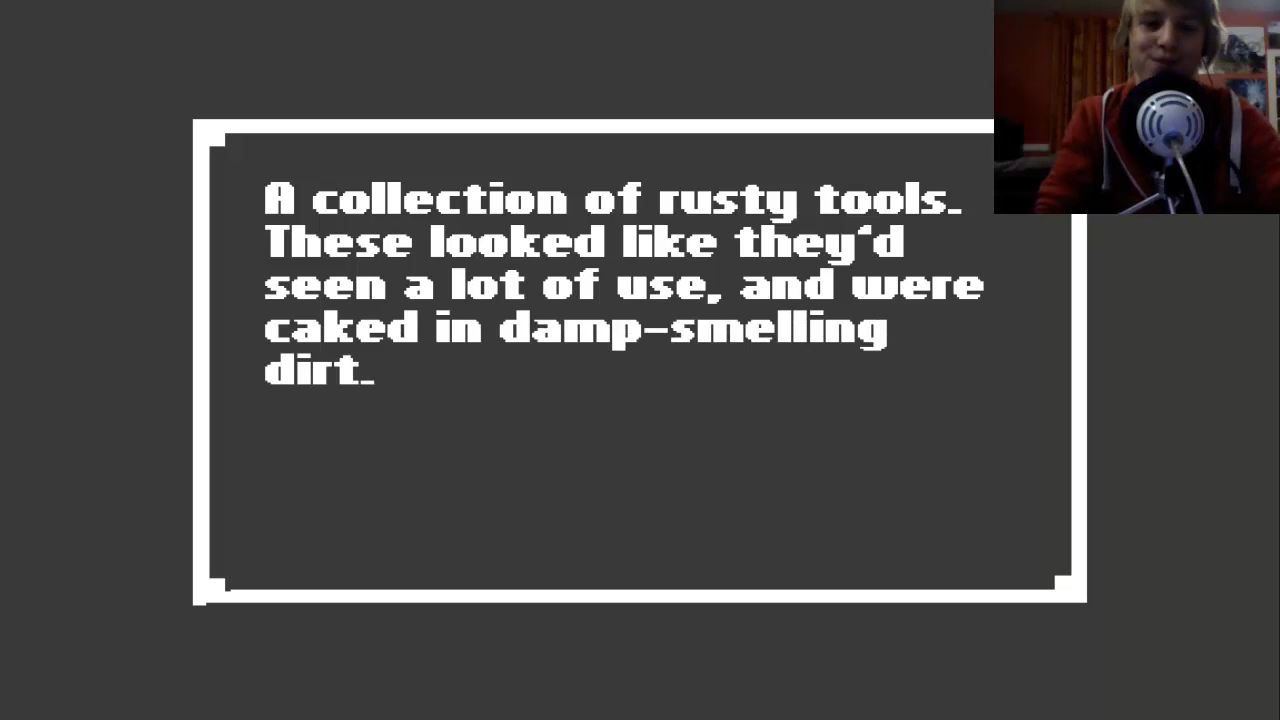 A collection of rusty tools.
These looked like they'd
seen a lot of use, and were
caked in damp-smelling
dirt.